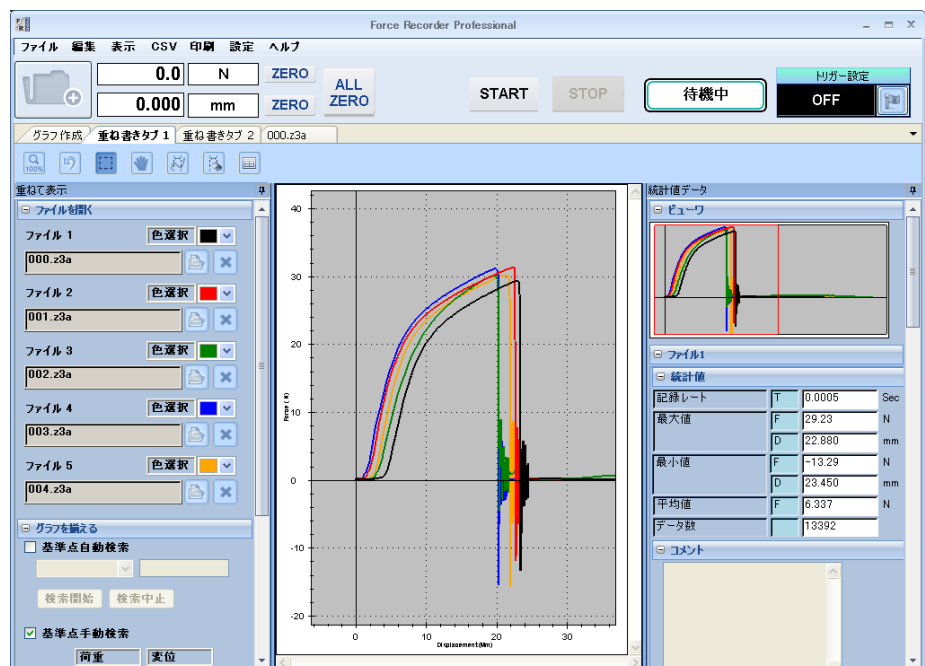 Force Recorder Professional
ファイル 編集 表示 CSV 印刷 設定 ヘルプ
0.0 N ZERO
0.000 mm ZERO
ALL ZERO
START STOP 待機中
トリガー設定
OFF
グラフ作成 重ね書きタブ 1 重ね書きタブ 2 000.z3a
100%
重ねて表示
ファイルを開く
ファイル 1 色選択
000.z3a
ファイル 2 色選択
001.z3a
ファイル 3 色選択
002.z3a
ファイル 4 色選択
003.z3a
ファイル 5 色選択
004.z3a
グラフを揃える
基準点自動検索
検索開始 検索中止
基準点手動検索
荷重 変位
40
30
20
10
0
-10
-20
Force(N)
0 10 20 30
Displasement(Mm)
統計値データ
ビューワ
ファイル1
統計値
記録レート T 0.0005 Sec
最大値 F 29.23 N
D 22.880 mm
最小値 F -13.29 N
D 23.450 mm
平均値 F 6.337 N
データ数 13392
コメント